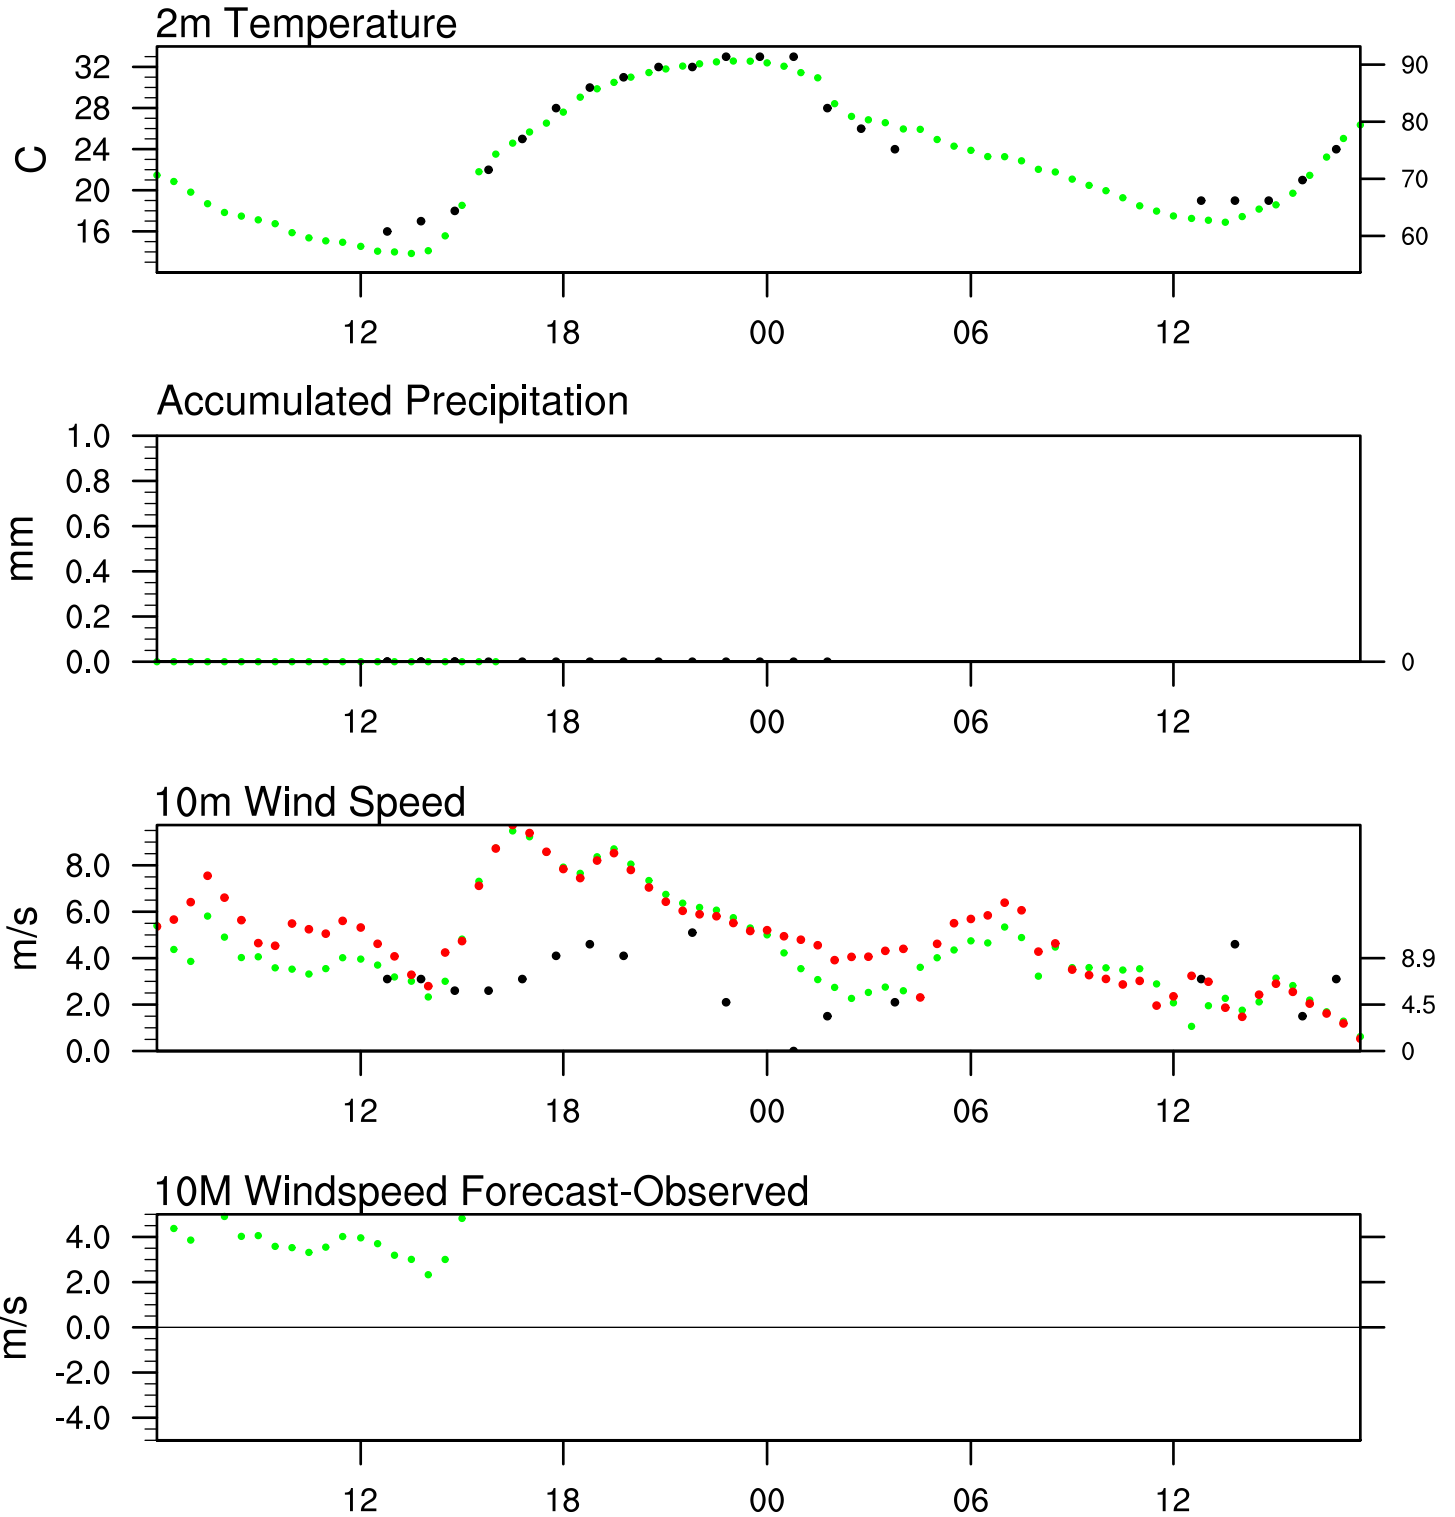 2m Temperature
32
28
24
20
16
C
90
80
70
60
12 18 00 06 12
Accumulated Precipitation
1.0
0.8
0.6
0.4
0.2
0.0
mm
0
12 18 00 06 12
10m Wind Speed
8.0
6.0
4.0
2.0
0.0
m/s
8.9
4.5
0
12 18 00 06 12
10M Windspeed Forecast-Observed
4.0
2.0
0.0
-2.0
-4.0
m/s
12 18 00 06 12